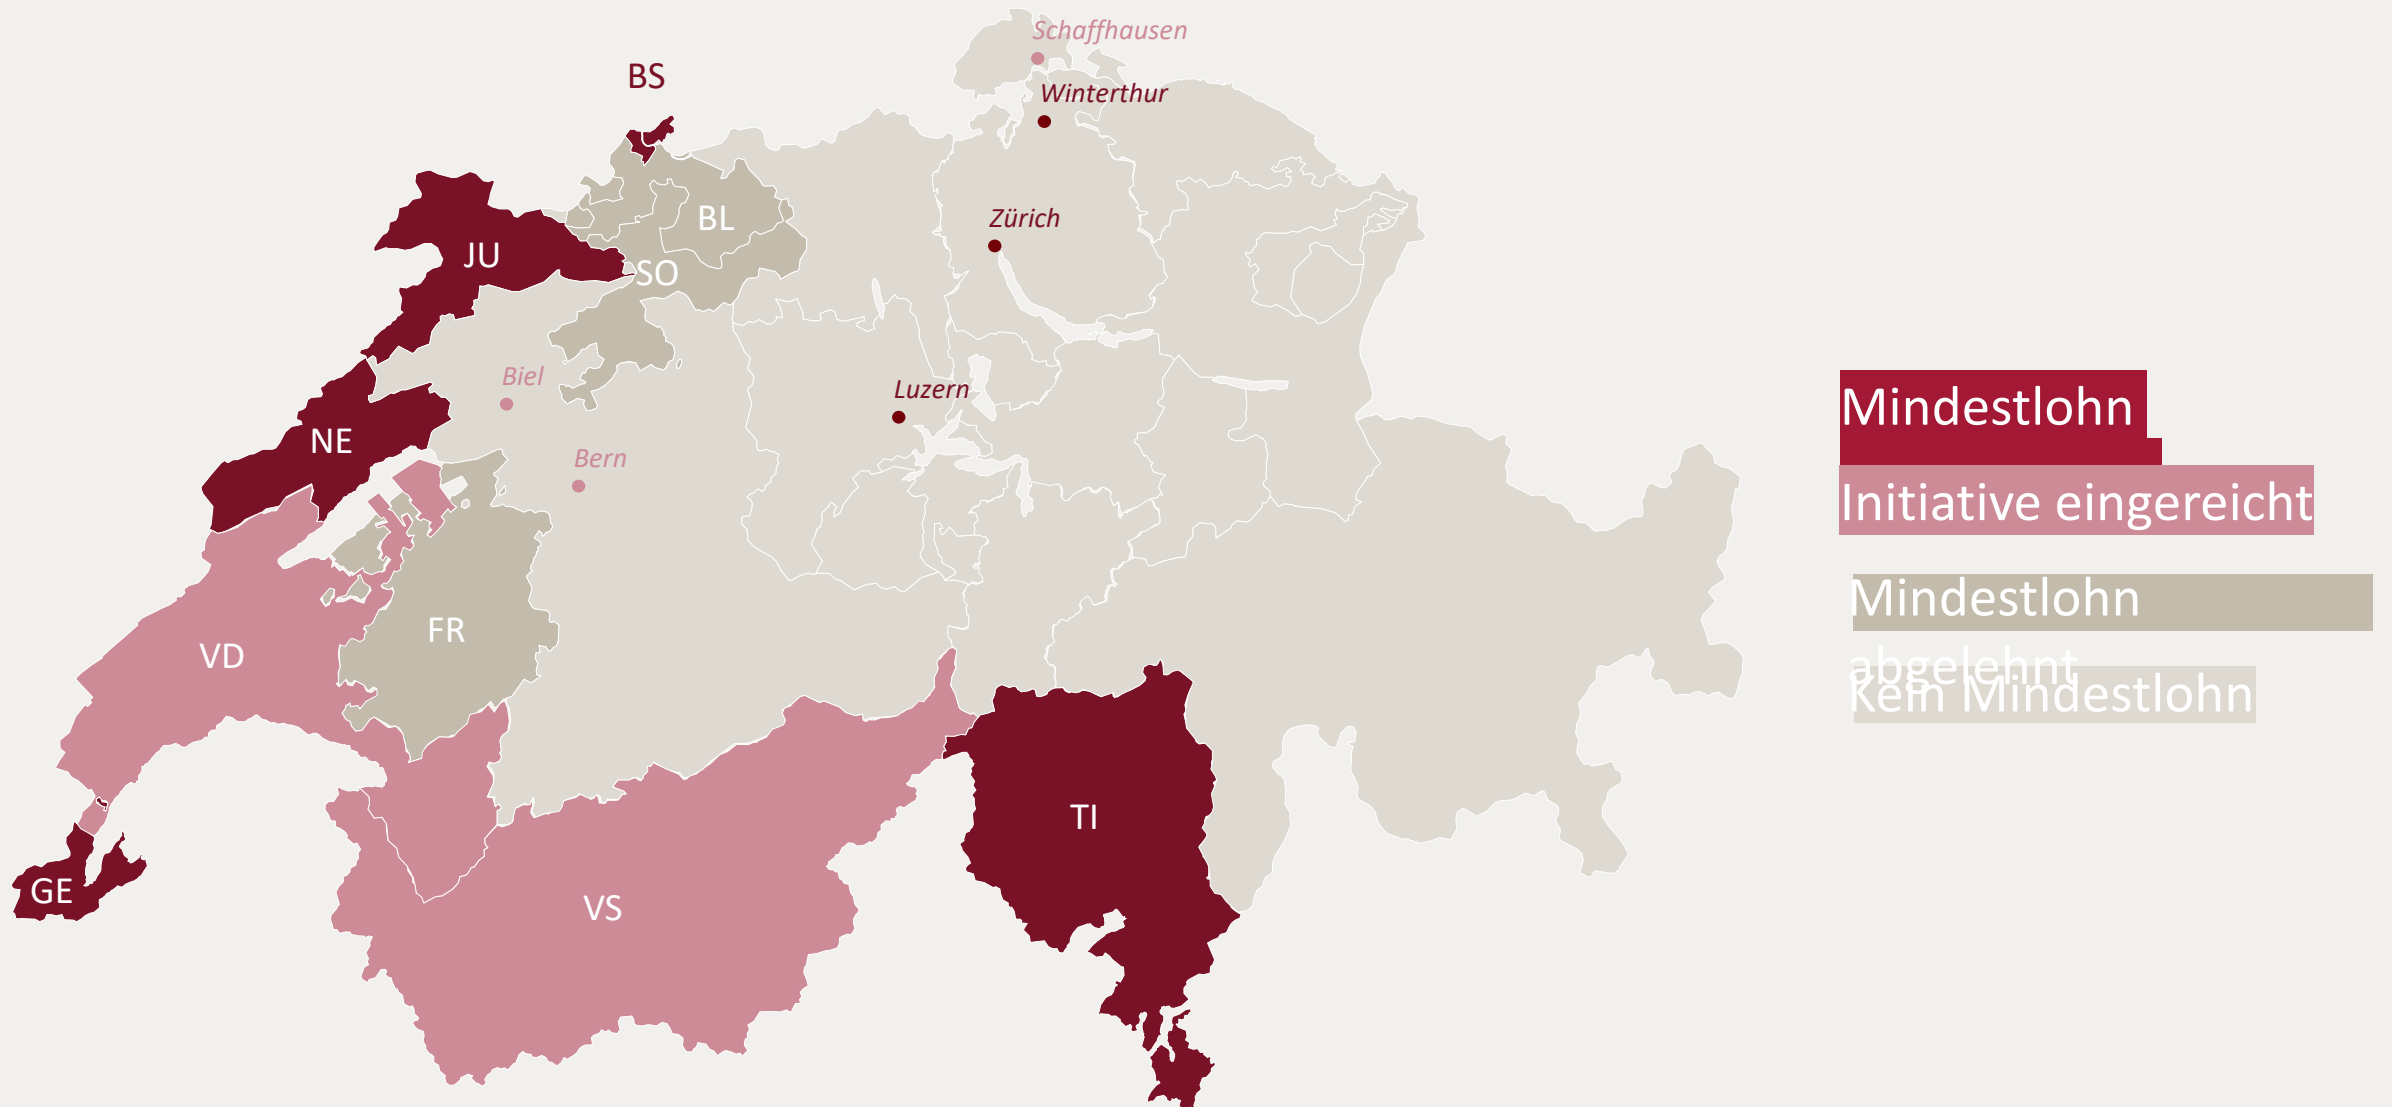 Schaffhausen
BS
Winterthur
BL
Zürich
JU
SO
Biel
Luzern
NE
Bern
FR
VD
TI
GE
VS
Mindestlohn
Initiative eingereicht
Mindestlohn
abgelehnt
Kein Mindestlohn